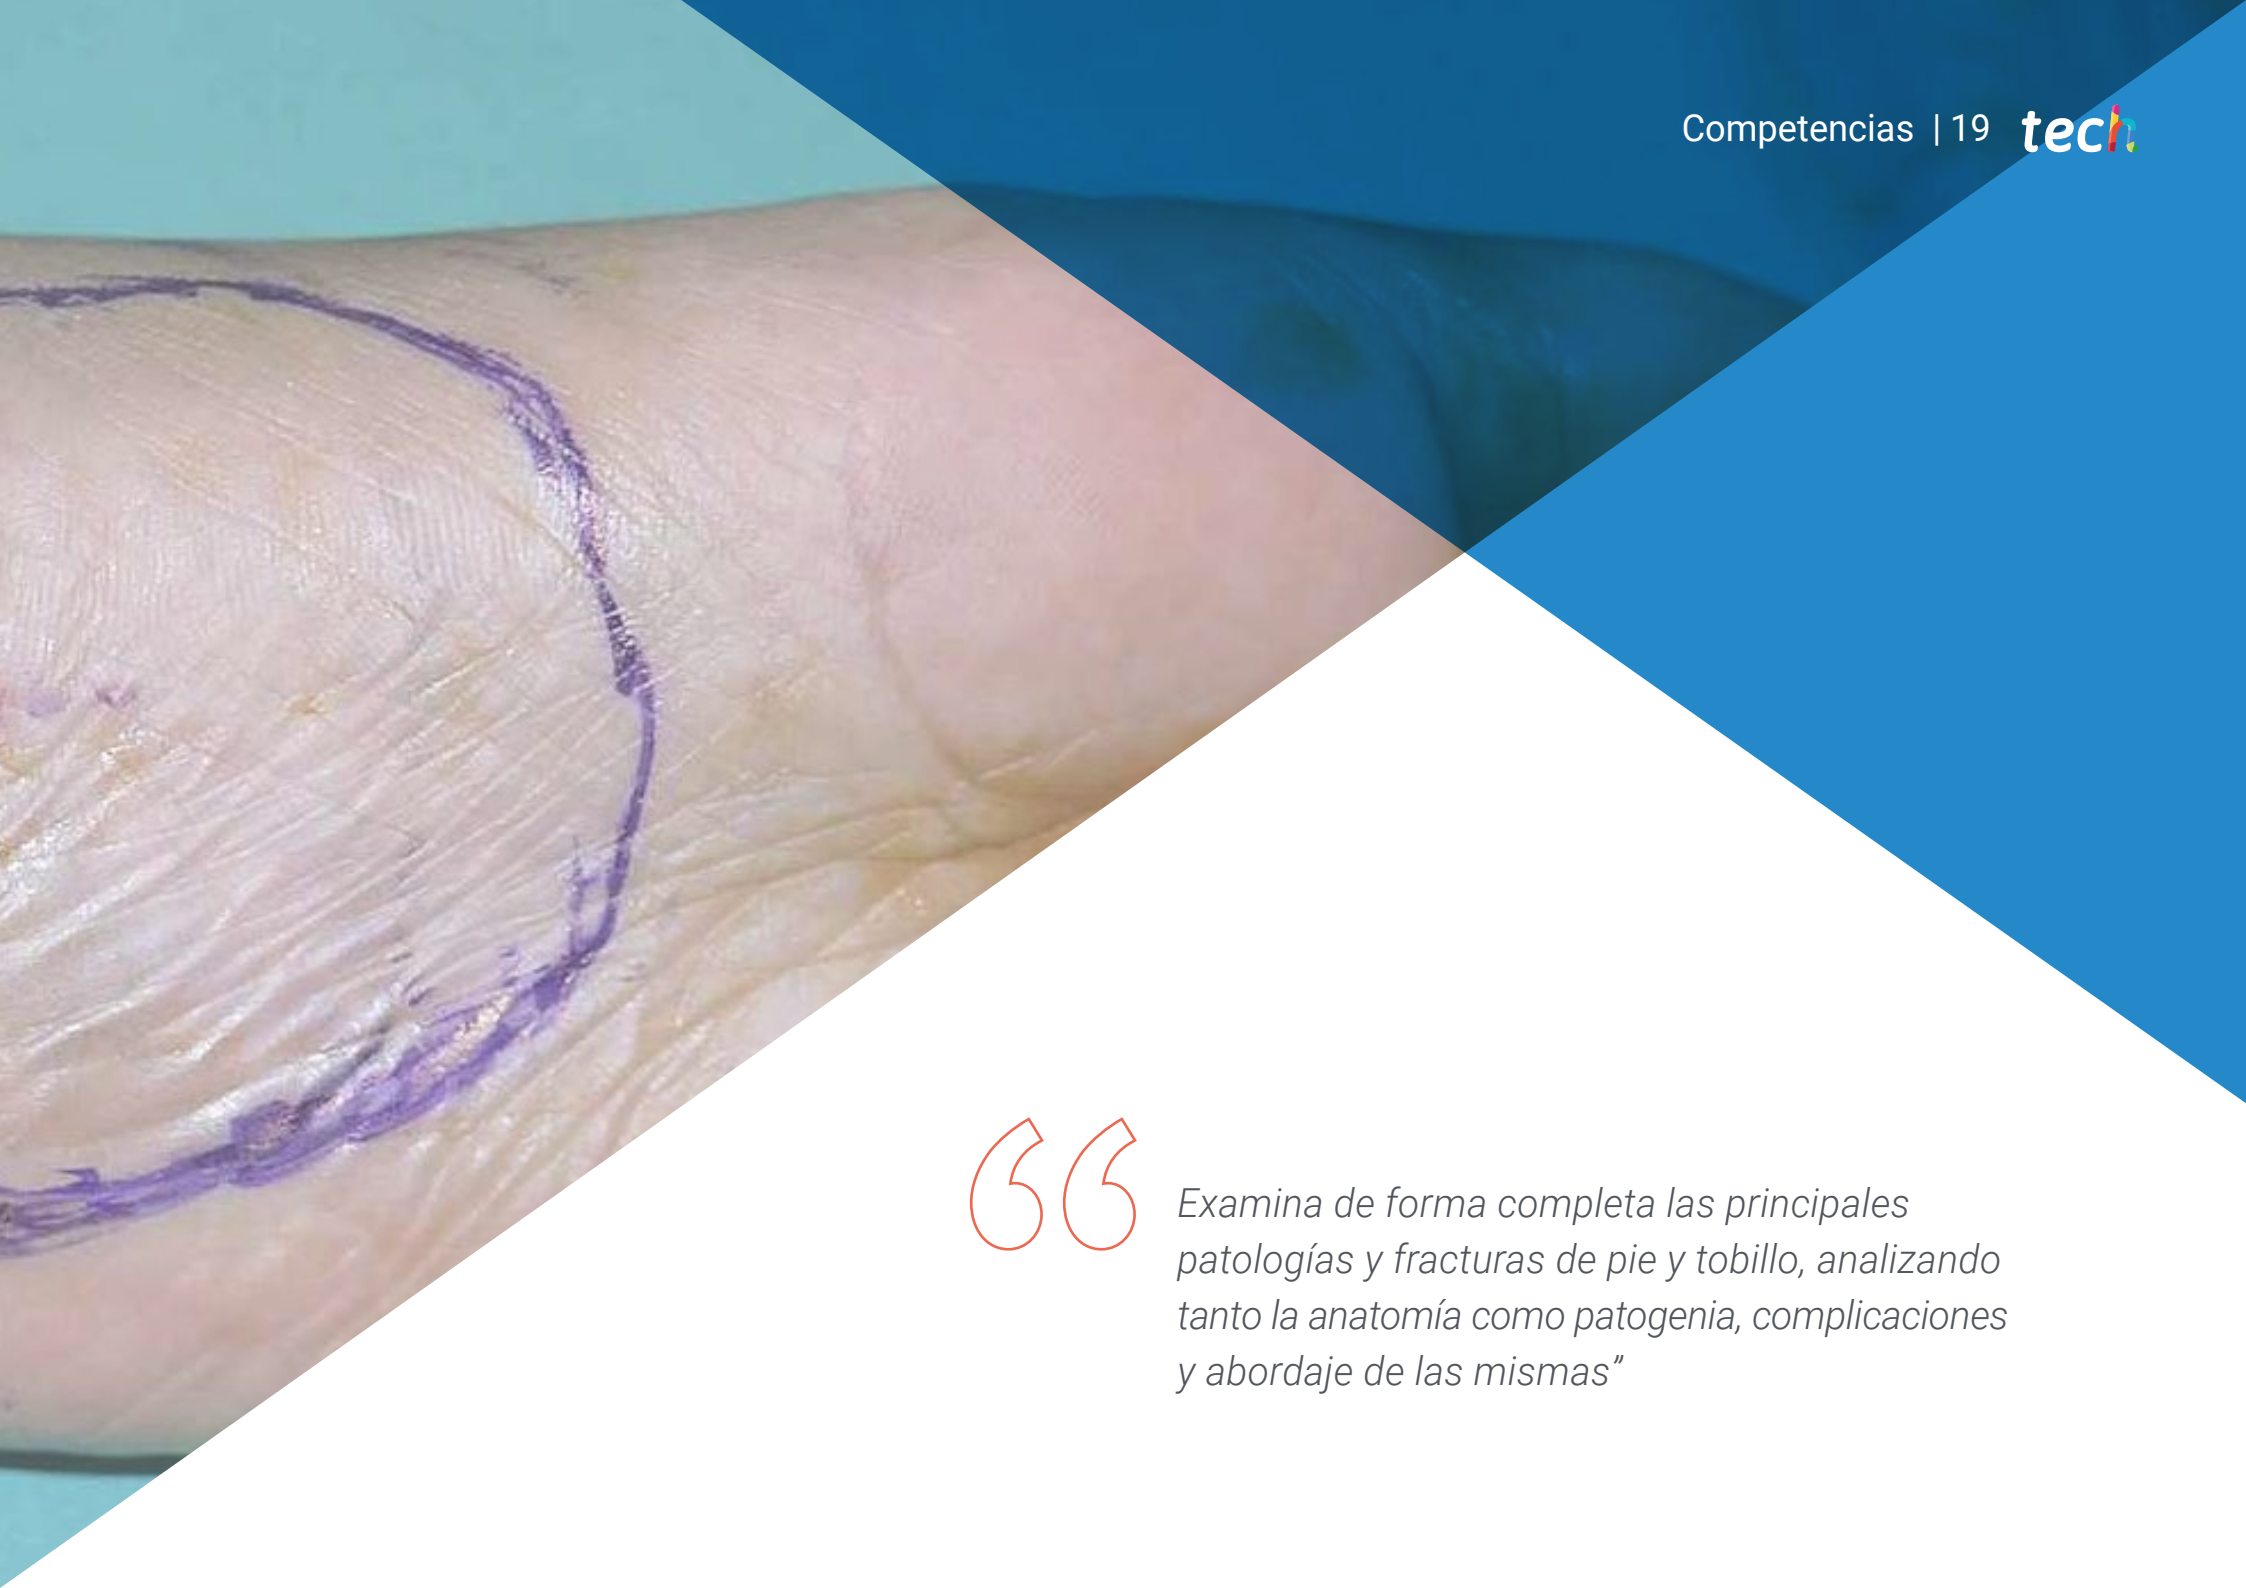 Competencias | 19 tech
Examina de forma completa las principales
patologías y fracturas de pie y tobillo, analizando
tanto la anatomía como patogenia, complicaciones
y abordaje de las mismas”